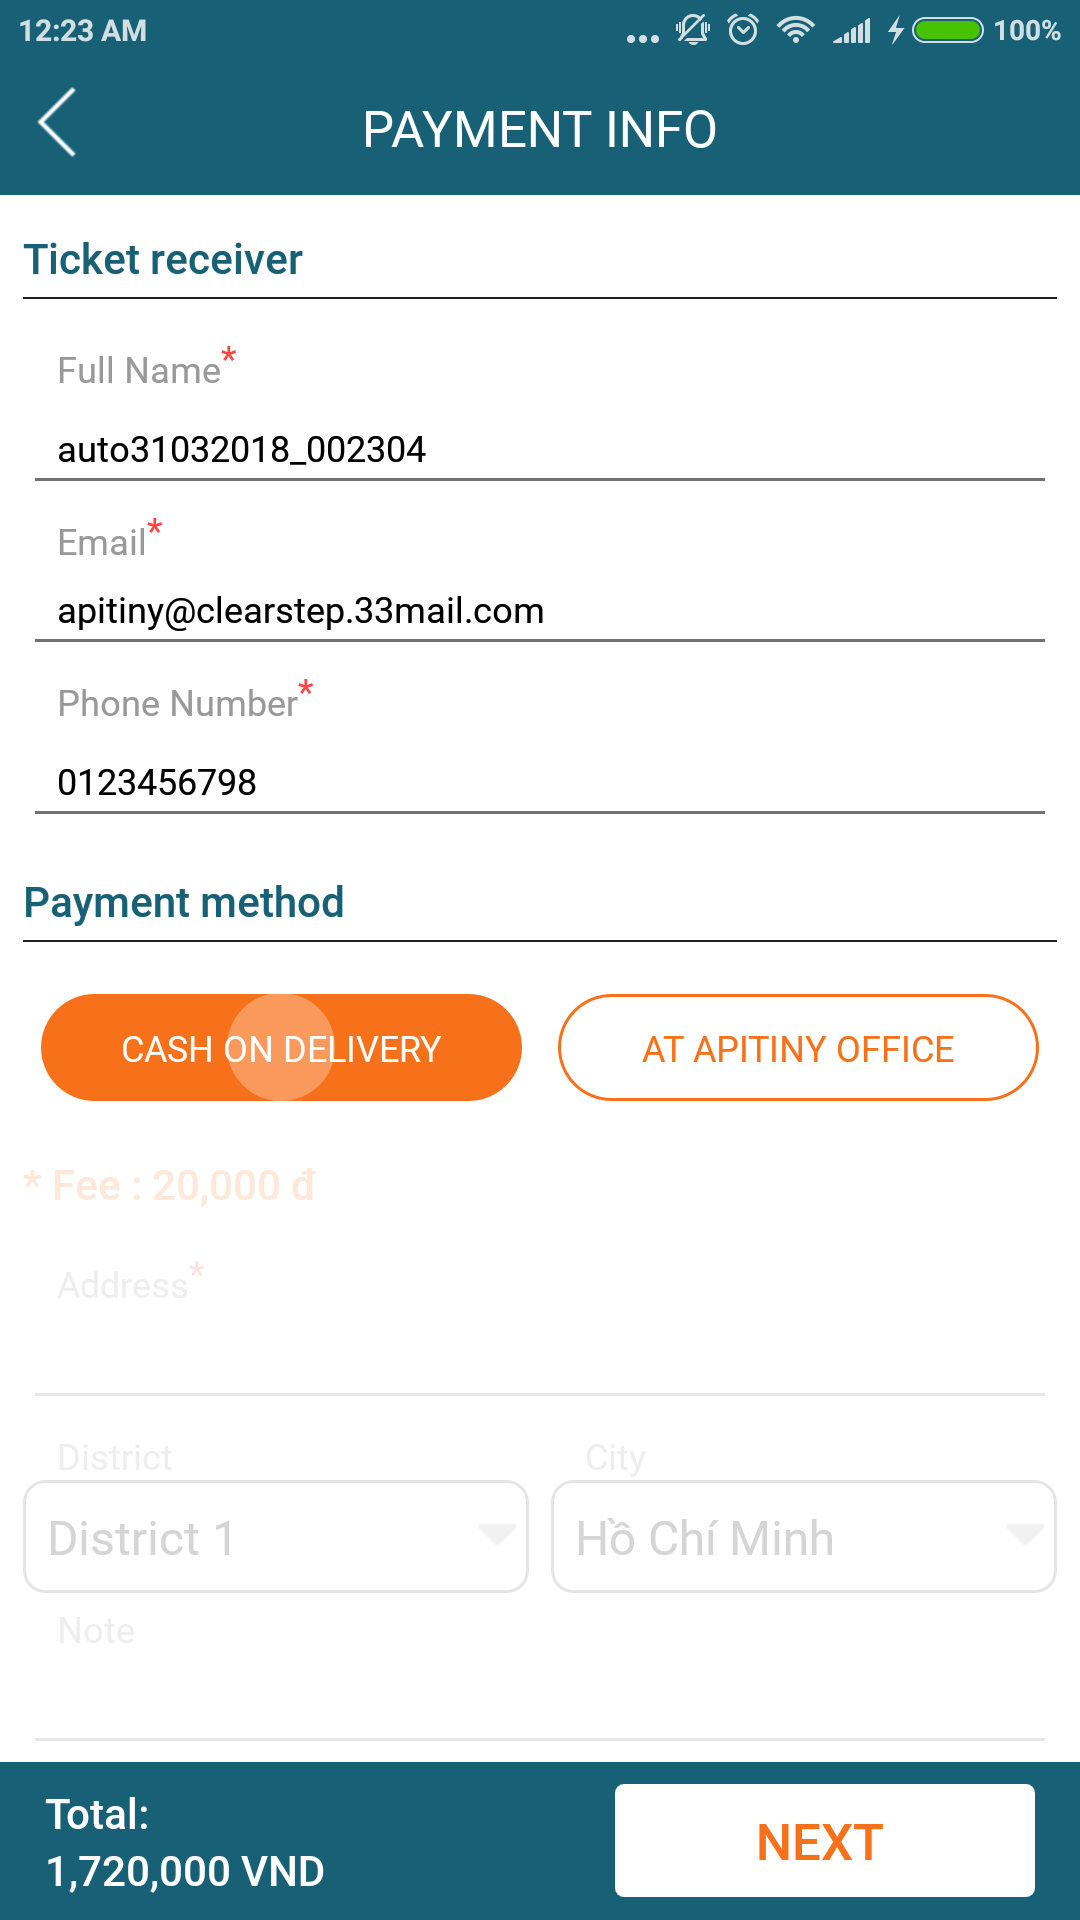 12:23 AM
100%
PAYMENT INFO
Ticket receiver
Full Name*
auto31032018_002304
Email*
apitiny@clearstep.33mail.com
Phone Number*
0123456798
Payment method
CASH ON DELIVERY
AT APITINY OFFICE
* Fee : 20,000 đ
Address*
District
City
District 1
Hồ Chí Minh
Note
Total:
1,720,000 VND
NEXT